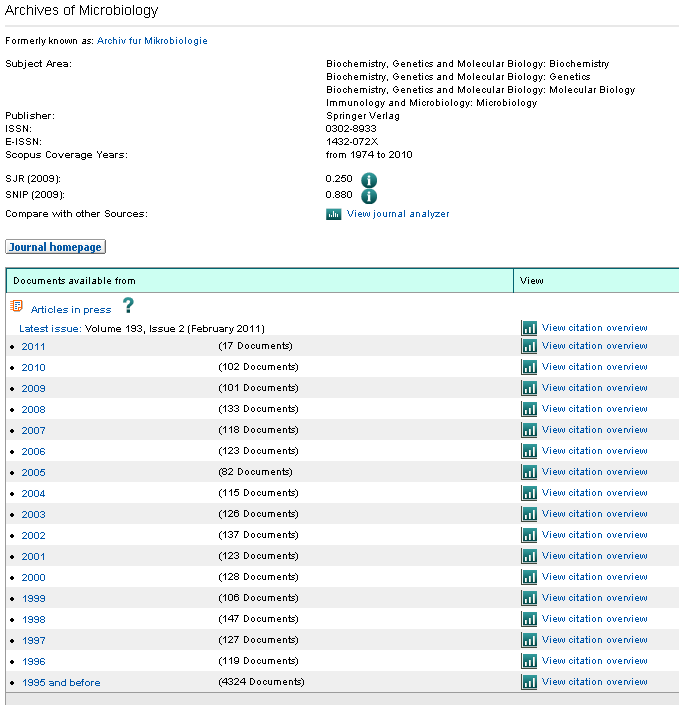 Archives of Microbiology
Formerly known as: Archiv fur Mikrobiologie
Subject Area: Biochemistry, Genetics and Molecular Biology: Biochemistry
Biochemistry, Genetics and Molecular Biology: Genetics
Biochemistry, Genetics and Molecular Biology: Molecular Biology
Immunology and Microbiology: Microbiology
Publisher: Springer Verlag
ISSN: 0302-8933
E-ISSN: 1432-072X
Scopus Coverage Years: from 1974 to 2010
SJR (2009): 0.250
SNIP (2009): 0.880
Compare with other Sources: View journal analyzer
Journal homepage
Documents available from View
Articles in press ?
Latest issue: Volume 193, Issue 2 (February 2011) View citation overview
• 2011 (17 Documents) View citation overview
• 2010 (102 Documents) View citation overview
• 2009 (101 Documents) View citation overview
• 2008 (133 Documents) View citation overview
• 2007 (118 Documents) View citation overview
• 2006 (123 Documents) View citation overview
• 2005 (82 Documents) View citation overview
• 2004 (115 Documents) View citation overview
• 2003 (126 Documents) View citation overview
• 2002 (137 Documents) View citation overview
• 2001 (123 Documents) View citation overview
• 2000 (128 Documents) View citation overview
• 1999 (106 Documents) View citation overview
• 1998 (147 Documents) View citation overview
• 1997 (127 Documents) View citation overview
• 1996 (119 Documents) View citation overview
• 1995 and before (4324 Documents) View citation overview